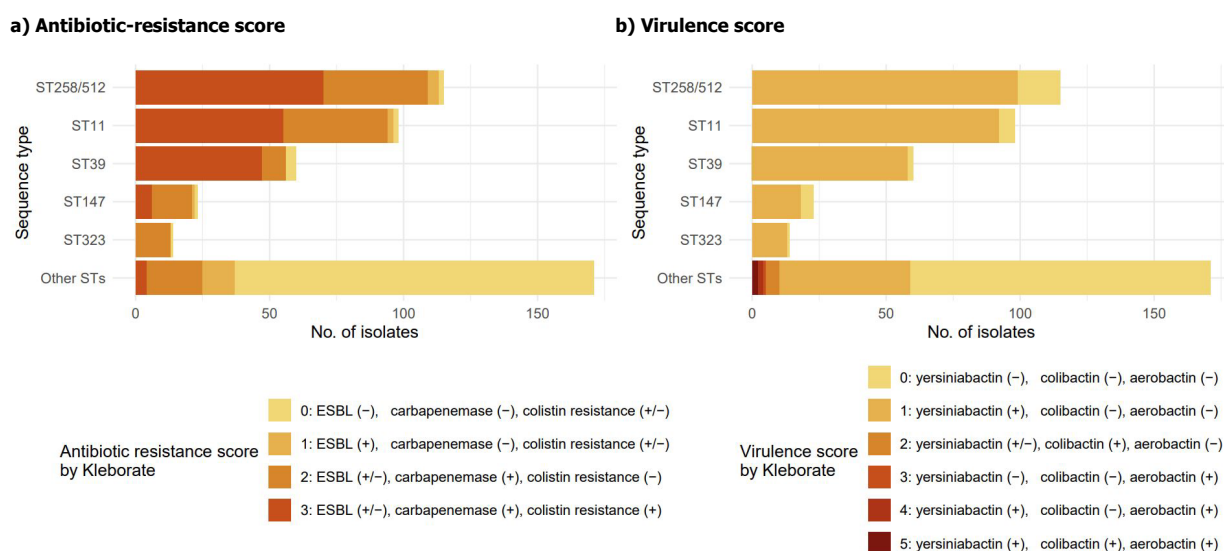 a) Antibiotic-resistance score
ST258/512
ST11
ST39
ST147
ST323
Other STs
Sequence type
0 50 100 150
No. of isolates
Antibiotic resistance score
by Kleborate
0: ESBL (−), carbapenemase (−), colistin resistance (+/−)
1: ESBL (+), carbapenemase (−), colistin resistance (+/−)
2: ESBL (+/−), carbapenemase (+), colistin resistance (−)
3: ESBL (+/−), carbapenemase (+), colistin resistance (+)
b) Virulence score
ST258/512
ST11
ST39
ST147
ST323
Other STs
Sequence type
0 50 100 150
No. of isolates
Virulence score
by Kleborate
0: yersiniabactin (−), colibactin (−), aerobactin (−)
1: yersiniabactin (+), colibactin (−), aerobactin (−)
2: yersiniabactin (+/−), colibactin (+), aerobactin (−)
3: yersiniabactin (−), colibactin (−), aerobactin (+)
4: yersiniabactin (+), colibactin (−), aerobactin (+)
5: yersiniabactin (+), colibactin (+), aerobactin (+)